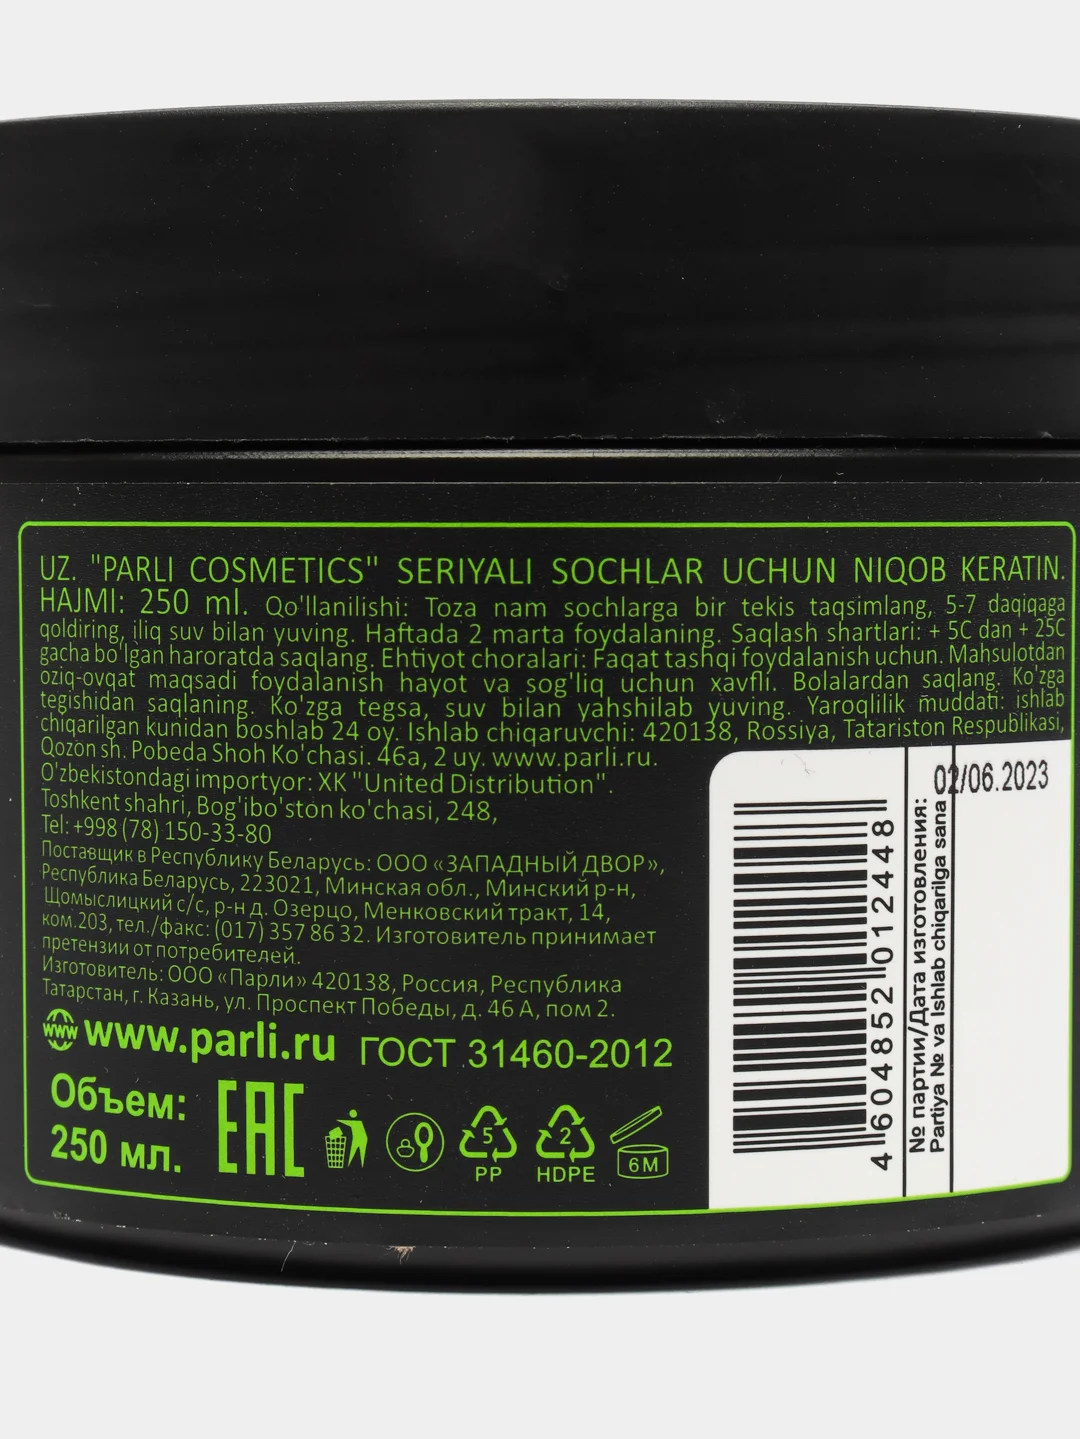 UZ. "PARLI COSMETICS" SERIYALI SOCHLAR UCHUN NIQOB KERATIN.
HAJMI: 250 ml. Qo'llanilishi: Toza nam sochlarga bir tekis taqsimlang, 5-7 daqiqaga
qoldiring, iliq suv bilan yuving. Haftada 2 marta foydalaning. Saqlash shartlari: + 5C dan + 25C
gacha bo'lgan haroratda saqlang. Ehtiyot choralari: Faqat tashqi foydalanish uchun. Mahsulotdan
oziq-ovqat maqsadi foydalanish hayot va sog'liq uchun xavfli. Bolalardan saqlang. Ko'zga
tegishidan saqlaning. Ko'zga tegsa, suv bilan yahshilab yuving. Yaroqlilik muddati: ishlab
chiqarilgan kunidan boshlab 24 oy. Ishlab chiqaruvchi: 420138, Rossiya, Tatariston Respublikasi,
Qozon sh. Pobeda Shoh Ko'chasi. 46a, 2 uy. www.parli.ru.
O'zbekistondagi importyor: XK "United Distribution".
Toshkent shahri, Bog'ibo'ston ko'chasi, 248,
Tel: +998 (78) 150-33-80
Поставщик в Республику Беларусь: ООО «ЗАПАДНЫЙ ДВОР»,
Республика Беларусь, 223021, Минская обл., Минский р-н,
Щомыслицкий с/с, р-н д. Озерцо, Менковский тракт, 14,
ком.203, тел./факс: (017) 357 86 32. Изготовитель принимает
претензии от потребителей.
Изготовитель: ООО «Парли» 420138, Россия, Республика
Татарстан, г. Казань, ул. Проспект Победы, д. 46 А, пом 2.
www www.parli.ru ГОСТ 31460-2012
Объем:
250 мл.
EAC
5
PP
2
HDPE
6M
4 604852 012448
№ партии/Дата изготовления:
Partiya № va Ishlab chiqarilga sana
02/06.2023